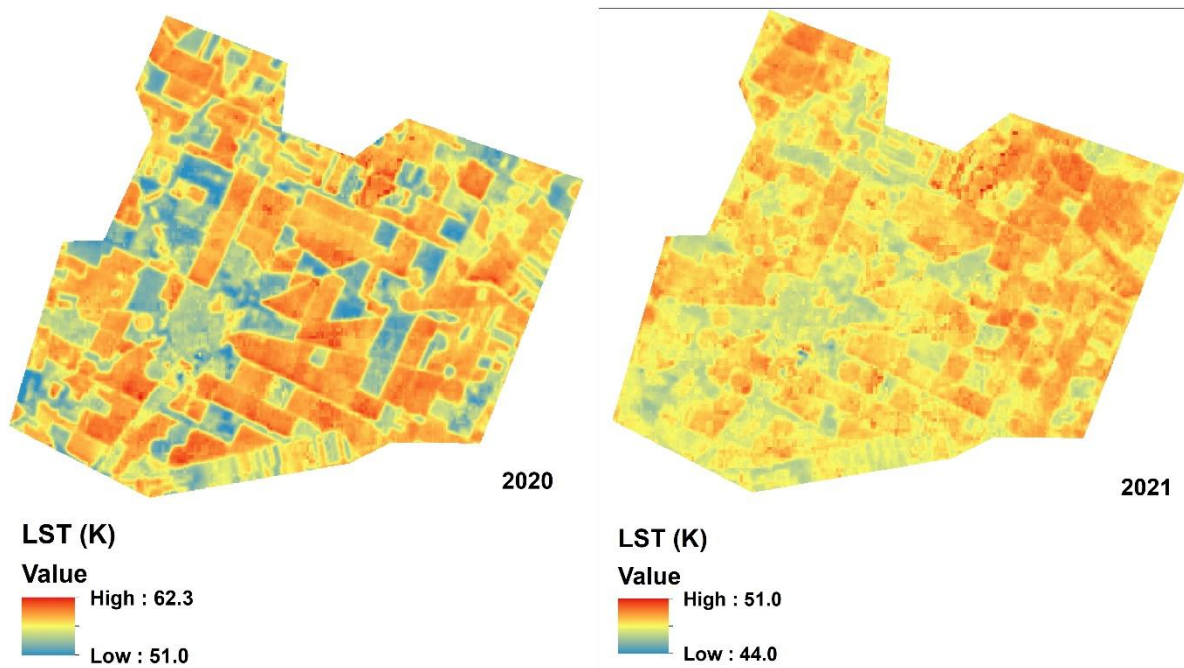 2020
LST (K)
Value
High : 62.3
Low : 51.0
2021
LST (K)
Value
High : 51.0
Low : 44.0